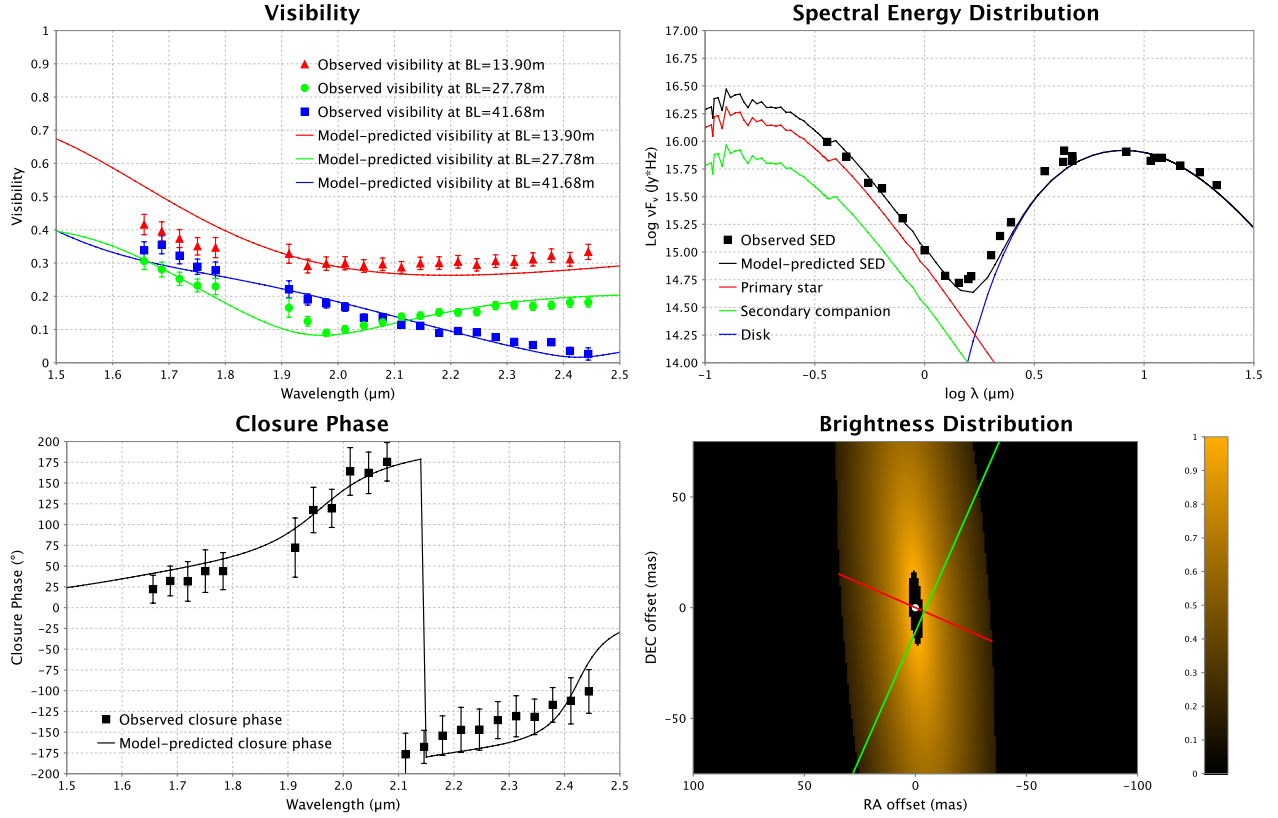 Visibility
1
0.9
0.8
0.7
0.6
0.5
0.4
0.3
0.2
0.1
0
Visibility
Observed visibility at BL=13.90m
Observed visibility at BL=27.78m
Observed visibility at BL=41.68m
Model-predicted visibility at BL=13.90m
Model-predicted visibility at BL=27.78m
Model-predicted visibility at BL=41.68m
1.5 1.6 1.7 1.8 1.9 2.0 2.1 2.2 2.3 2.4 2.5
Wavelength (μm)
Spectral Energy Distribution
17.00
16.75
16.50
16.25
16.00
15.75
15.50
15.25
15.00
14.75
14.50
14.25
14.00
Log νFν (Jy*Hz)
Observed SED
Model-predicted SED
Primary star
Secondary companion
Disk
−1 −0.5 0 0.5 1 1.5
log λ (μm)
Closure Phase
200
175
150
125
100
75
50
25
0
−25
−50
−75
−100
−125
−150
−175
−200
Closure Phase (°)
Observed closure phase
Model-predicted closure phase
1.5 1.6 1.7 1.8 1.9 2.0 2.1 2.2 2.3 2.4 2.5
Wavelength (μm)
Brightness Distribution
50
0
−50
DEC offset (mas)
100 50 0 −50 −100
RA offset (mas)
1
0.9
0.8
0.7
0.6
0.5
0.4
0.3
0.2
0.1
0